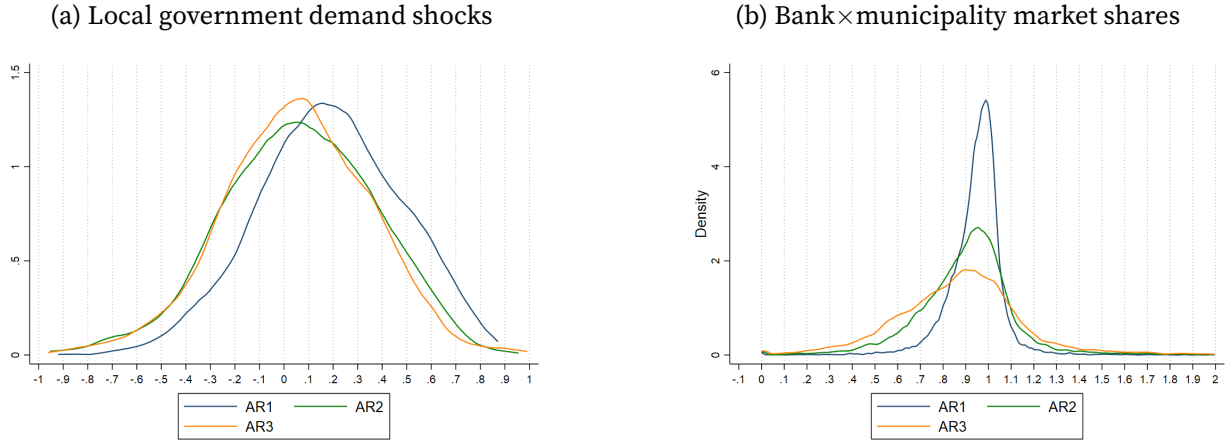 (a) Local government demand shocks
1.5
1
.5
0
-1 -.9 -.8 -.7 -.6 -.5 -.4 -.3 -.2 -.1 0 .1 .2 .3 .4 .5 .6 .7 .8 .9 1
AR1 AR2
AR3
(b) Bank×municipality market shares
Density
6
4
2
0
-.1 0 .1 .2 .3 .4 .5 .6 .7 .8 .9 1 1.1 1.2 1.3 1.4 1.5 1.6 1.7 1.8 1.9 2
AR1 AR2
AR3